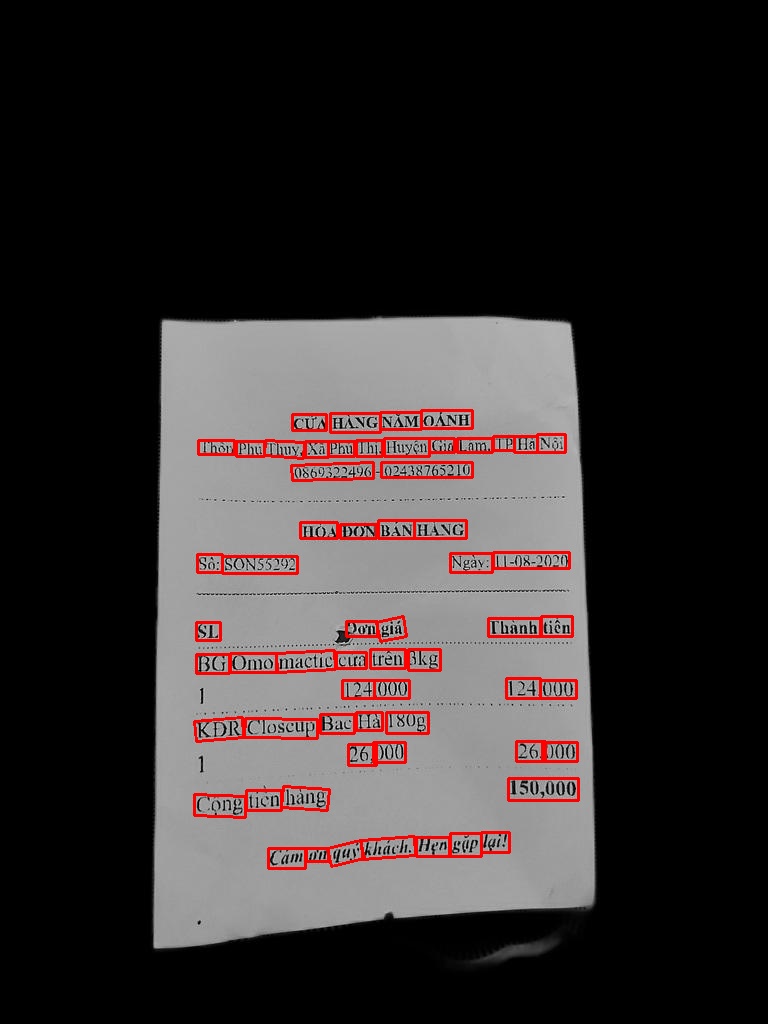 CỬA HÀNG NĂM OÁNH
Thôn Phú Thụy, Xã Phú Thị, Huyện Gia Lâm, TP Hà Nội
0869322496 - 02438765210
HÓA ĐƠN BÁN HÀNG
Số: SON55292 Ngày: 11-08-2020
SL Đơn giá Thành tiền
BG Omo mactic cửa trên 3kg
1 124,000 124,000
KĐR Closeup Bạc Hà 180g
1 26,000 26,000
Cộng tiền hàng 150,000
Cám ơn quý khách. Hẹn gặp lại!